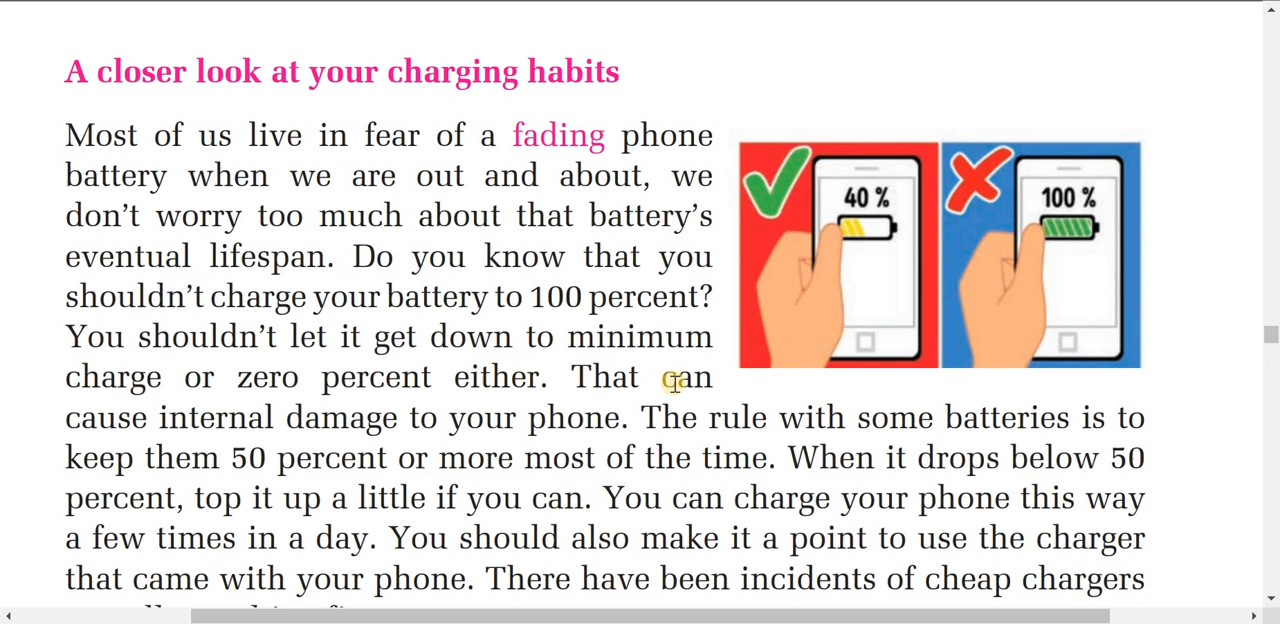 A closer look at your charging habits
Most of us live in fear of a fading phone
battery when we are out and about, we
don't worry too much about that battery's
eventual lifespan. Do you know that you
shouldn't charge your battery to 100 percent?
You shouldn't let it get down to minimum
charge or zero percent either. That can
40 %
100 %
cause internal damage to your phone. The rule with some batteries is to
keep them 50 percent or more most of the time. When it drops below 50
percent, top it up a little if you can. You can charge your phone this way
a few times in a day. You should also make it a point to use the charger
that came with your phone. There have been incidents of cheap chargers